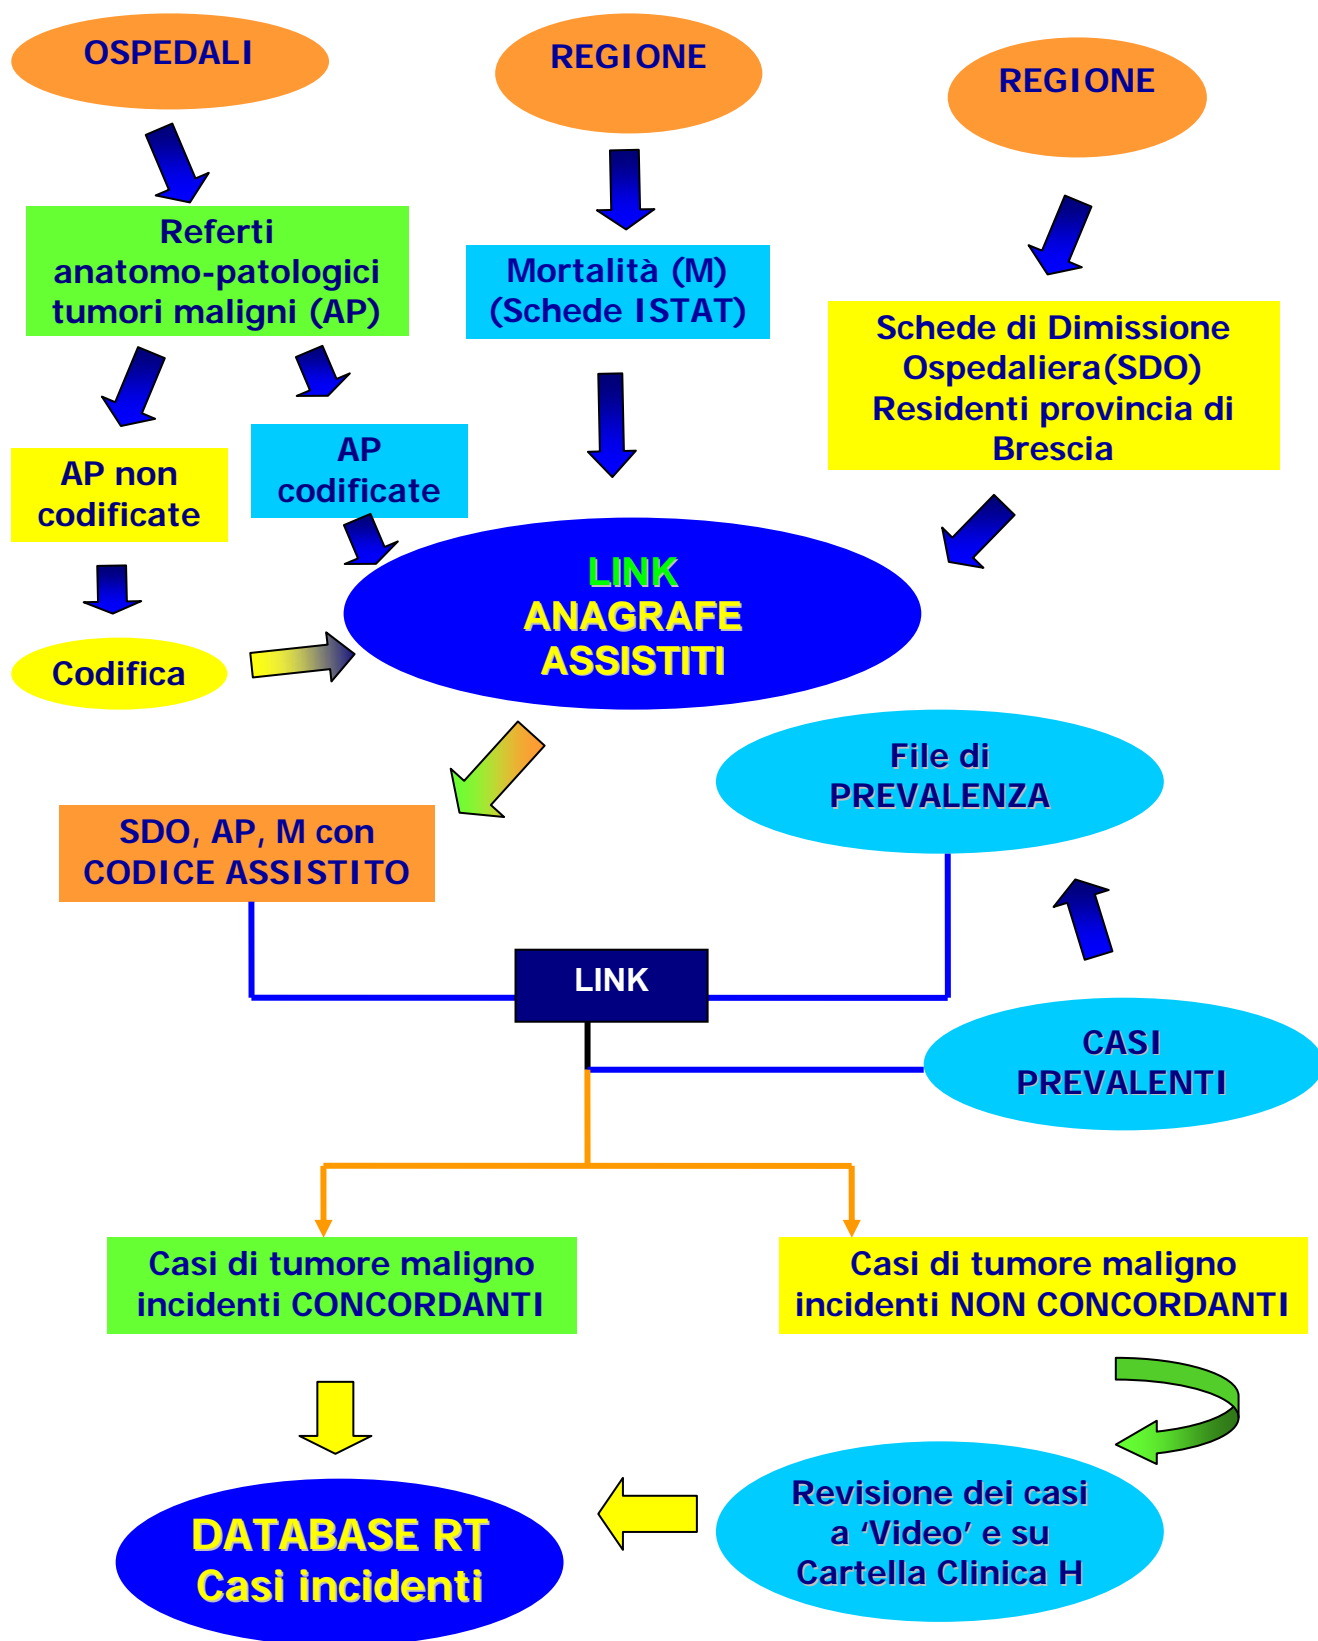 OSPEDALI
REGIONE
REGIONE
Referti
anatomo-patologici
tumori maligni (AP)
Mortalità (M)
(Schede ISTAT)
Schede di Dimissione
Ospedaliera(SDO)
Residenti provincia di
Brescia
AP non
codificate
AP
codificate
Codifica
LINK
ANAGRAFE
ASSISTITI
File di
PREVALENZA
SDO, AP, M con
CODICE ASSISTITO
LINK
CASI
PREVALENTI
Casi di tumore maligno
incidenti CONCORDANTI
Casi di tumore maligno
incidenti NON CONCORDANTI
Revisione dei casi
a ‘Video’ e su
Cartella Clinica H
DATABASE RT
Casi incidenti